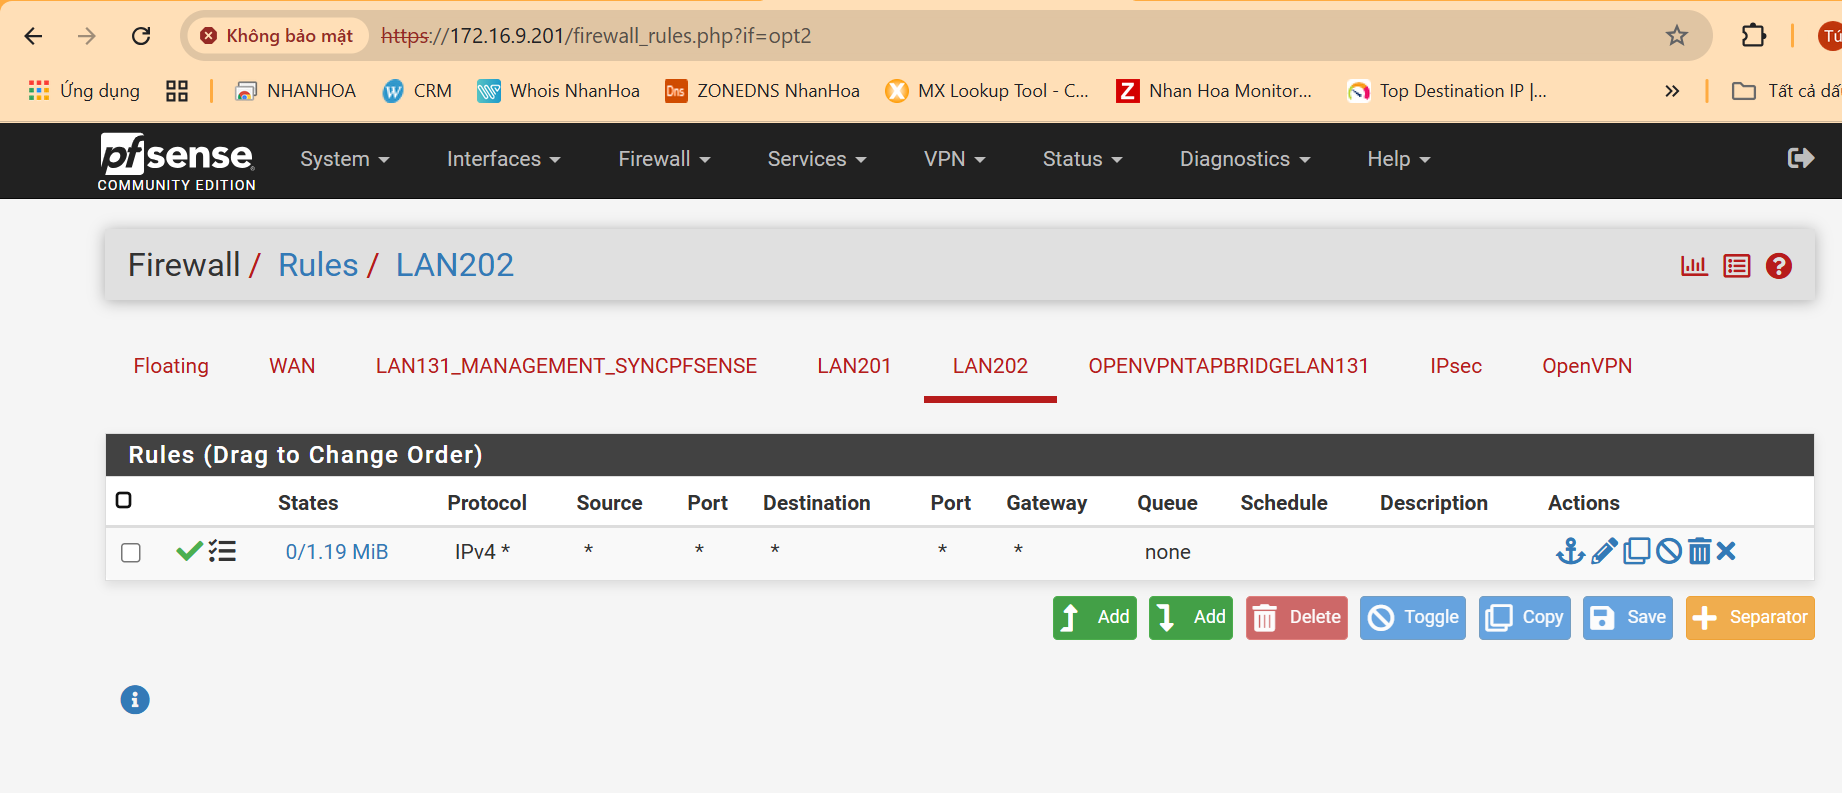 Không bảo mật https://172.16.9.201/firewall_rules.php?if=opt2 Tú
Ứng dụng NHANHOA CRM Whois NhanHoa Dns ZONEDNS NhanHoa MX Lookup Tool - C... Z Nhan Hoa Monitor... Top Destination IP |... » Tất cả dấ
pfsense System Interfaces Firewall Services VPN Status Diagnostics Help
COMMUNITY EDITION
Firewall / Rules / LAN202
Floating WAN LAN131_MANAGEMENT_SYNCPFSENSE LAN201 LAN202 OPENVPNTAPBRIDGELAN131 IPsec OpenVPN
Rules (Drag to Change Order)
States Protocol Source Port Destination Port Gateway Queue Schedule Description Actions
0/1.19 MiB IPv4 * * * * * * none
Add Add Delete Toggle Copy Save Separator